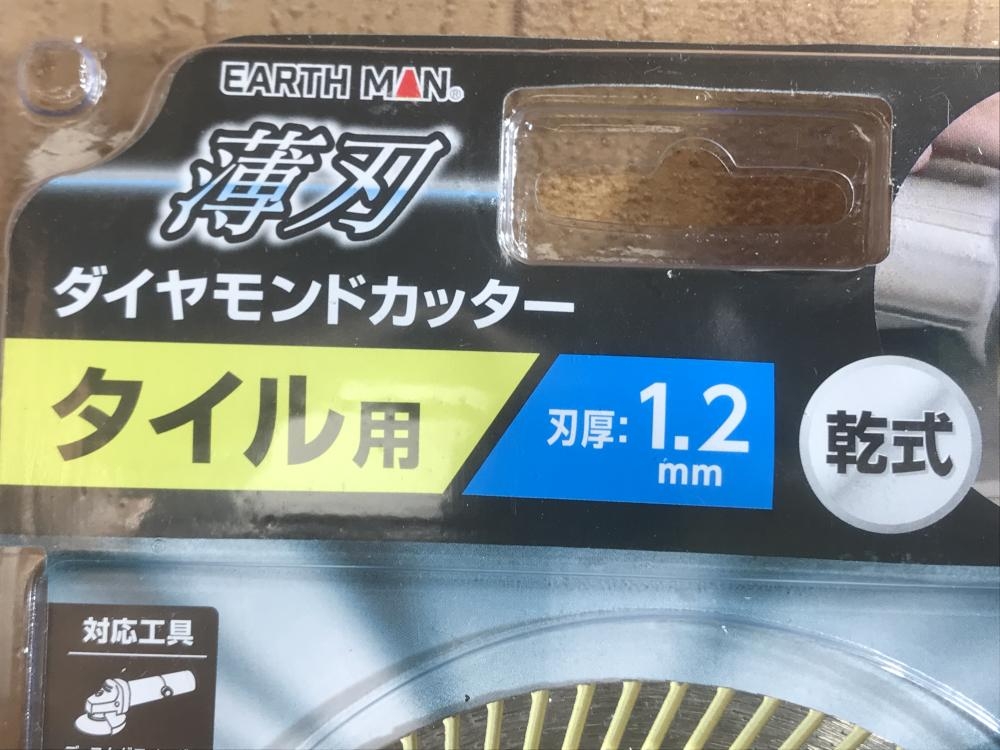 EARTH MAN®
薄刃
ダイヤモンドカッター
タイル用
刃厚：1.2
mm
乾式
対応工具